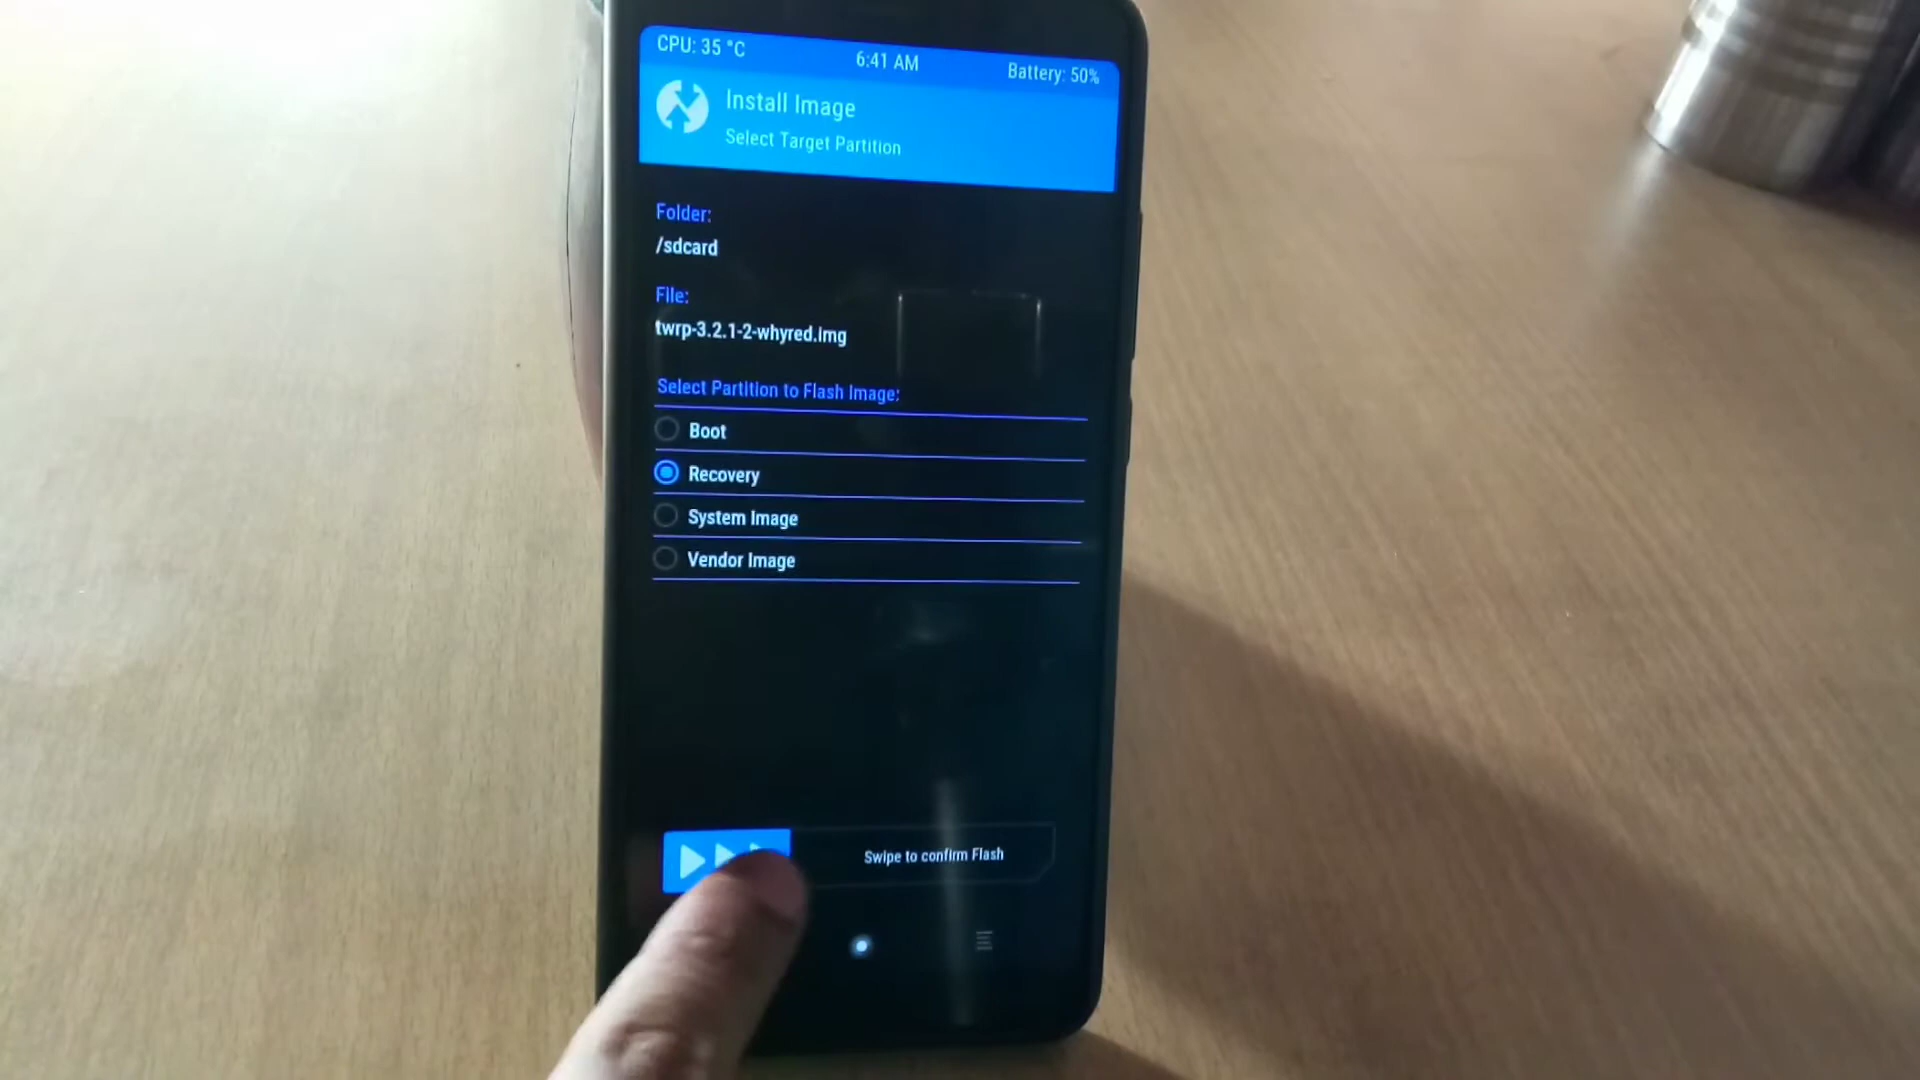 CPU: 35 °C
6:41 AM
Battery: 50%
Install Image
Select Target Partition
Folder:
/sdcard
File:
twrp-3.2.1-2-whyred.img
Select Partition to Flash Image:
Boot
Recovery
System Image
Vendor Image
Swipe to confirm Flash